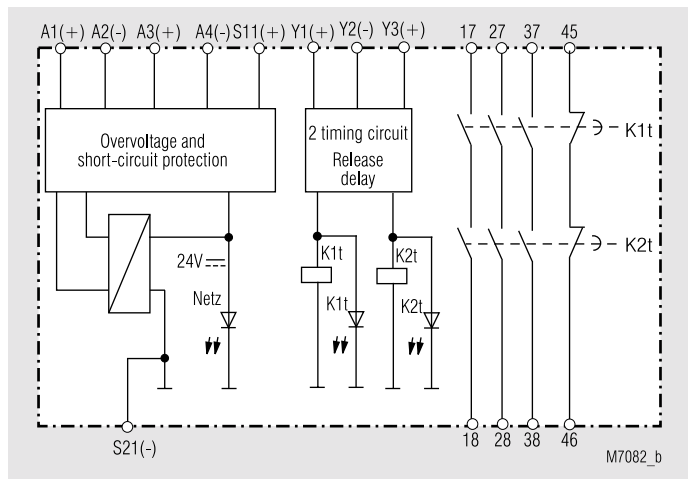 A1(+) A2(-) A3(+) A4(-) S11(+) Y1(+) Y2(-) Y3(+) 17 27 37 45
Overvoltage and
short-circuit protection
2 timing circuit
Release
delay
K1t
K2t
24V
Netz
K1t
K2t
K1t
K2t
S21(-)
18 28 38 46
M7082_b